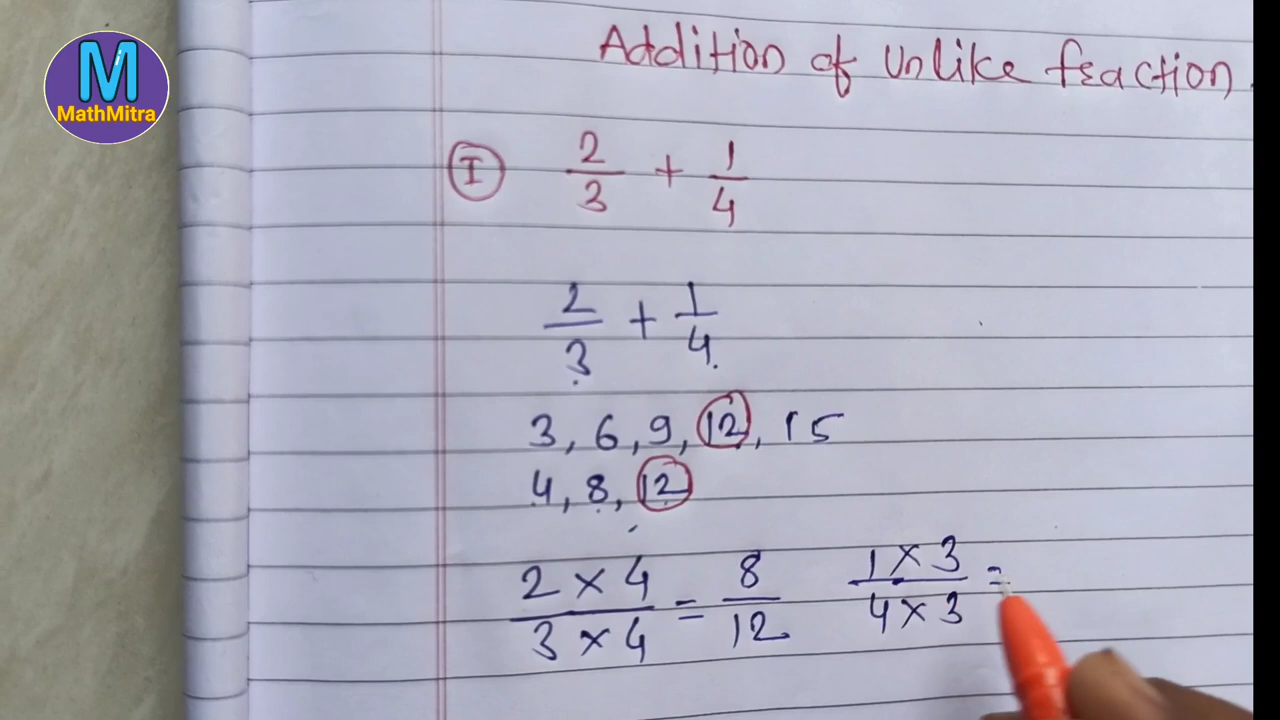 M
MathMitra
Addition of Unlike fraction.
I 2/3 + 1/4
2/3 + 1/4
3, 6, 9, 12, 15
4, 8, 12
2 × 4 / 3 × 4 = 8/12 1 × 3 / 4 × 3 =